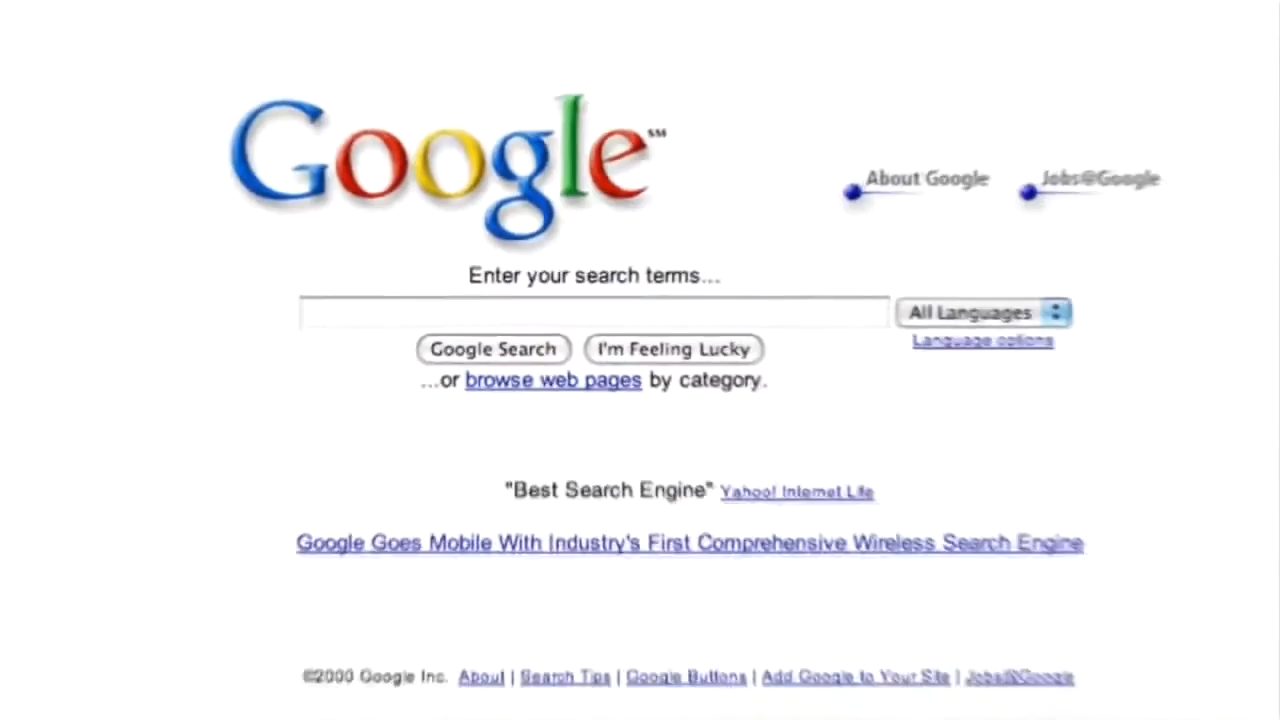 Google SM
About Google Jobs@Google
Enter your search terms...
All Languages
Language options
Google Search I'm Feeling Lucky
...or browse web pages by category.
"Best Search Engine" Yahoo! Internet Life
Google Goes Mobile With Industry's First Comprehensive Wireless Search Engine
©2000 Google Inc. About | Search Tips | Google Buttons | Add Google to Your Site | Jobs@Google